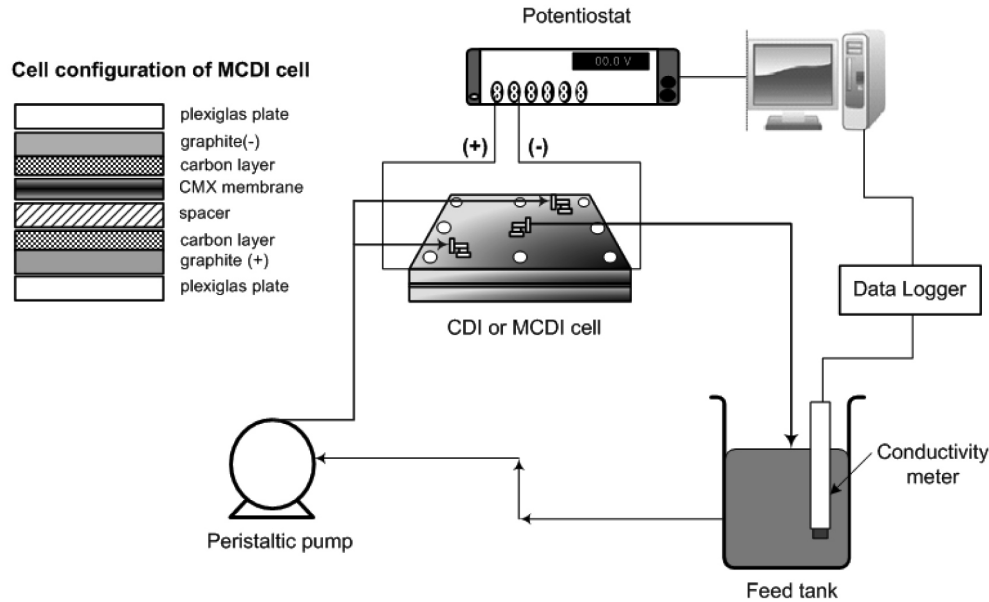 Potentiostat
00.0 V
Cell configuration of MCDI cell
plexiglas plate
graphite(-)
carbon layer
CMX membrane
spacer
carbon layer
graphite (+)
plexiglas plate
(+)
(-)
CDI or MCDI cell
Data Logger
Conductivity
meter
Peristaltic pump
Feed tank